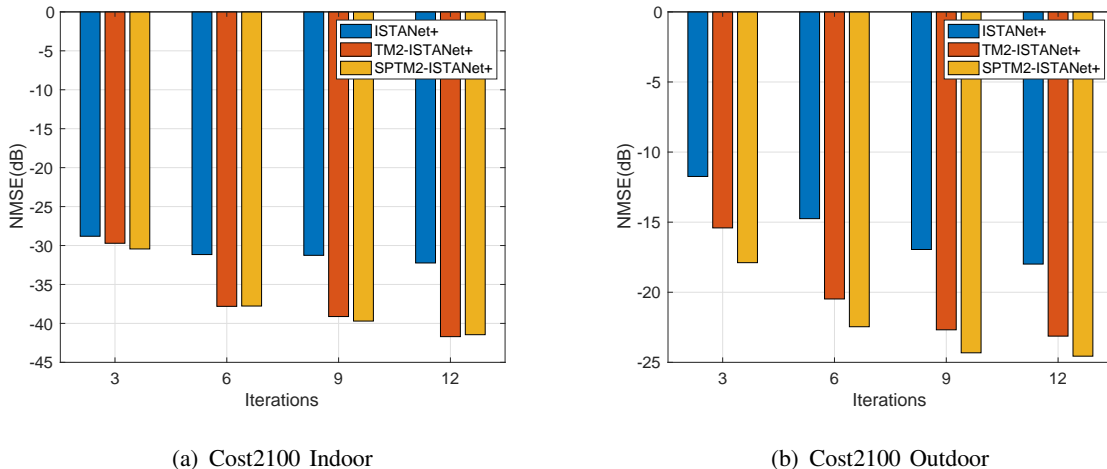 0
-5
-10
-15
-20
-25
-30
-35
-40
-45
NMSE(dB)
3 6 9 12
Iterations
ISTANet+
TM2-ISTANet+
SPTM2-ISTANet+
(a) Cost2100 Indoor
0
-5
-10
-15
-20
-25
NMSE(dB)
3 6 9 12
Iterations
ISTANet+
TM2-ISTANet+
SPTM2-ISTANet+
(b) Cost2100 Outdoor